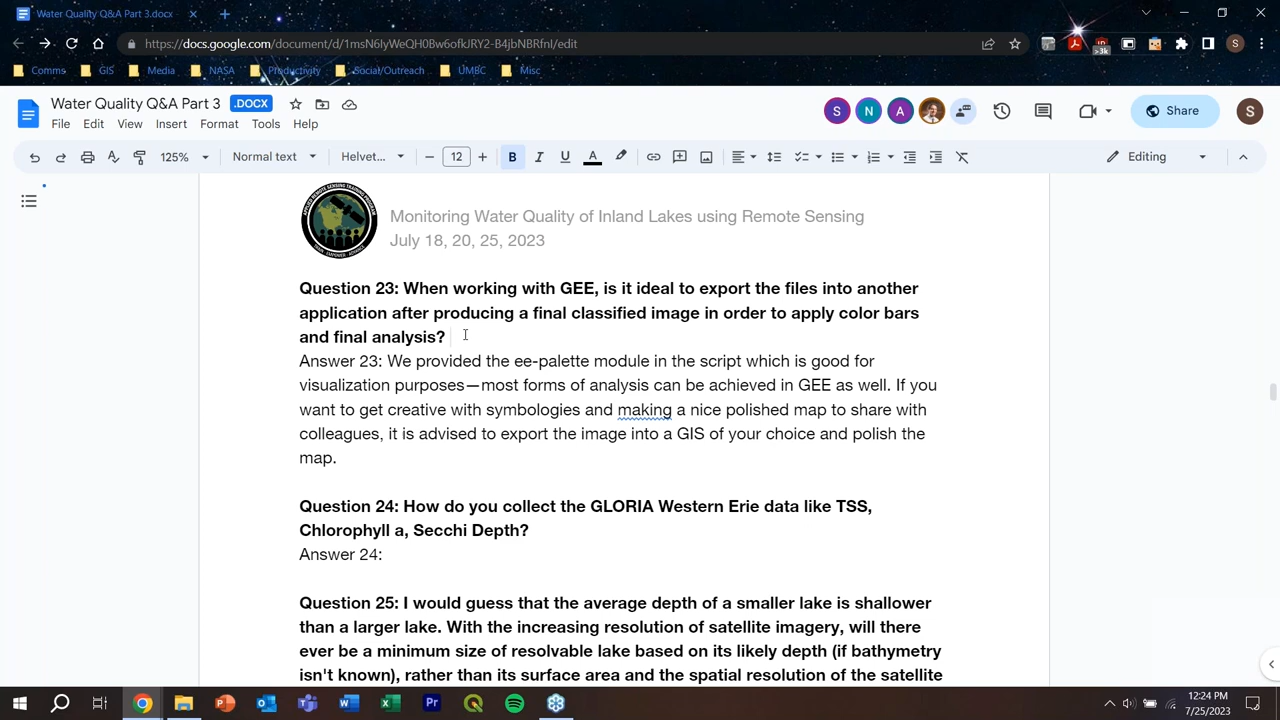 Water Quality Q&A Part 3.docx
https://docs.google.com/document/d/1msN6lyWeQH0Bw6ofkJRY2-B4jbNBRfnI/edit
>3k
S
Comms GIS Media NASA Productivity Social/Outreach UMBC Misc
Water Quality Q&A Part 3 .DOCX
File Edit View Insert Format Tools Help
S N A Share S
125% Normal text Helvet... 12 B I U A Editing
Monitoring Water Quality of Inland Lakes using Remote Sensing
July 18, 20, 25, 2023
Question 23: When working with GEE, is it ideal to export the files into another
application after producing a final classified image in order to apply color bars
and final analysis?
Answer 23: We provided the ee-palette module in the script which is good for
visualization purposes—most forms of analysis can be achieved in GEE as well. If you
want to get creative with symbologies and making a nice polished map to share with
colleagues, it is advised to export the image into a GIS of your choice and polish the
map.
Question 24: How do you collect the GLORIA Western Erie data like TSS,
Chlorophyll a, Secchi Depth?
Answer 24:
Question 25: I would guess that the average depth of a smaller lake is shallower
than a larger lake. With the increasing resolution of satellite imagery, will there
ever be a minimum size of resolvable lake based on its likely depth (if bathymetry
isn't known), rather than its surface area and the spatial resolution of the satellite
12:24 PM
7/25/2023